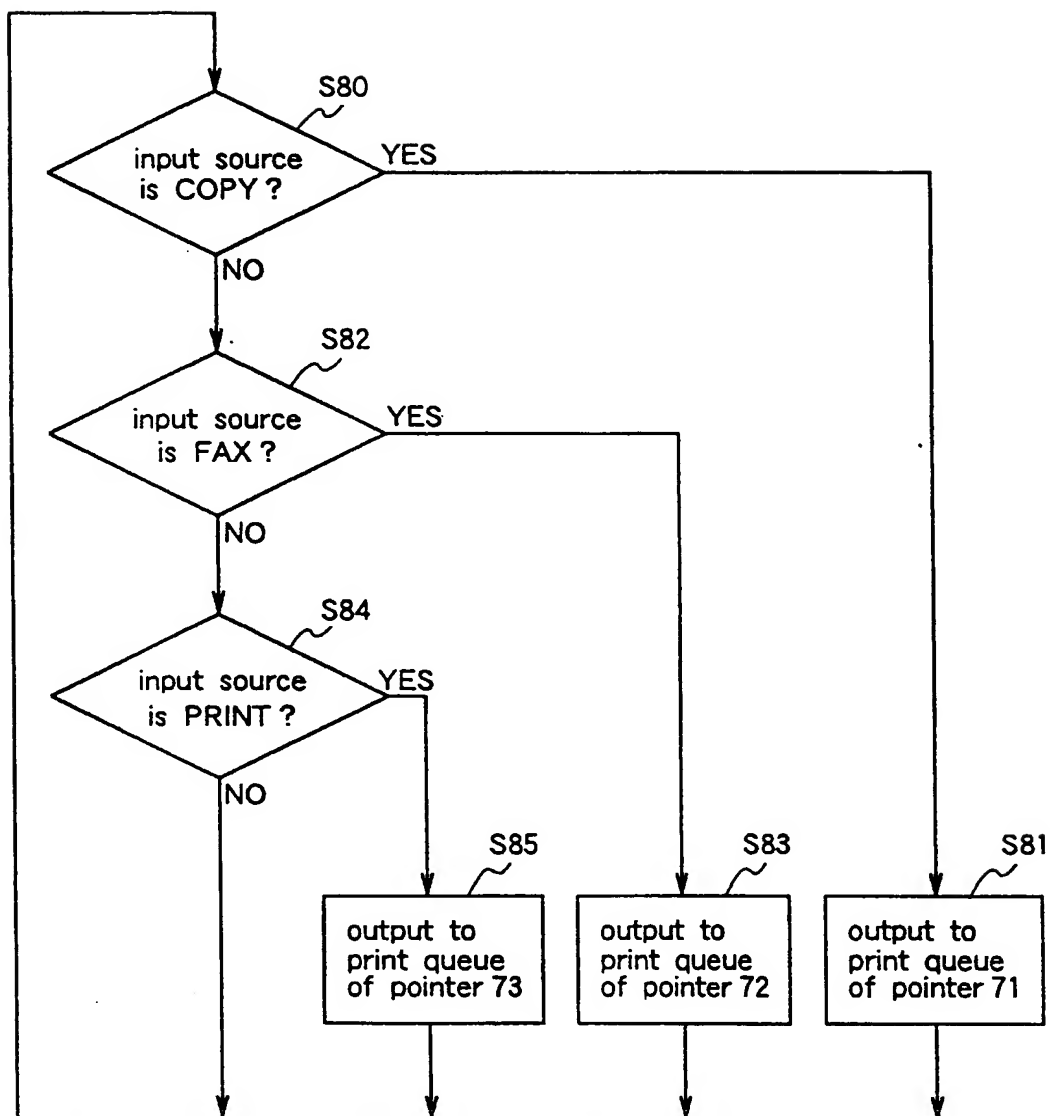 S80
input source
is COPY ?
YES
NO
S82
input source
is FAX ?
YES
NO
S84
input source
is PRINT ?
YES
NO
S85
output to
print queue
of pointer 73
S83
output to
print queue
of pointer 72
S81
output to
print queue
of pointer 71